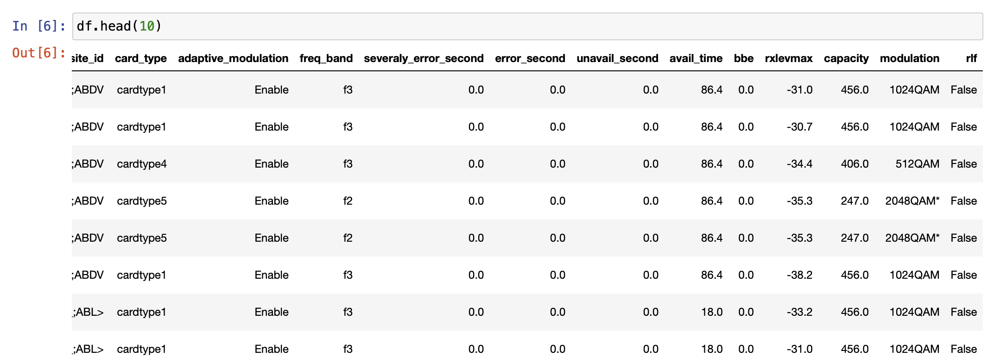 In [6]: df.head(10)
Out[6]:
site_id card_type adaptive_modulation freq_band severaly_error_second error_second unavail_second avail_time bbe rxlevmax capacity modulation rlf
;ABDV cardtype1 Enable f3 0.0 0.0 0.0 86.4 0.0 -31.0 456.0 1024QAM False
;ABDV cardtype1 Enable f3 0.0 0.0 0.0 86.4 0.0 -30.7 456.0 1024QAM False
;ABDV cardtype4 Enable f3 0.0 0.0 0.0 86.4 0.0 -34.4 406.0 512QAM False
;ABDV cardtype5 Enable f2 0.0 0.0 0.0 86.4 0.0 -35.3 247.0 2048QAM* False
;ABDV cardtype5 Enable f2 0.0 0.0 0.0 86.4 0.0 -35.3 247.0 2048QAM* False
;ABDV cardtype1 Enable f3 0.0 0.0 0.0 86.4 0.0 -38.2 456.0 1024QAM False
;ABL> cardtype1 Enable f3 0.0 0.0 0.0 18.0 0.0 -33.2 456.0 1024QAM False
;ABL> cardtype1 Enable f3 0.0 0.0 0.0 18.0 0.0 -31.0 456.0 1024QAM False